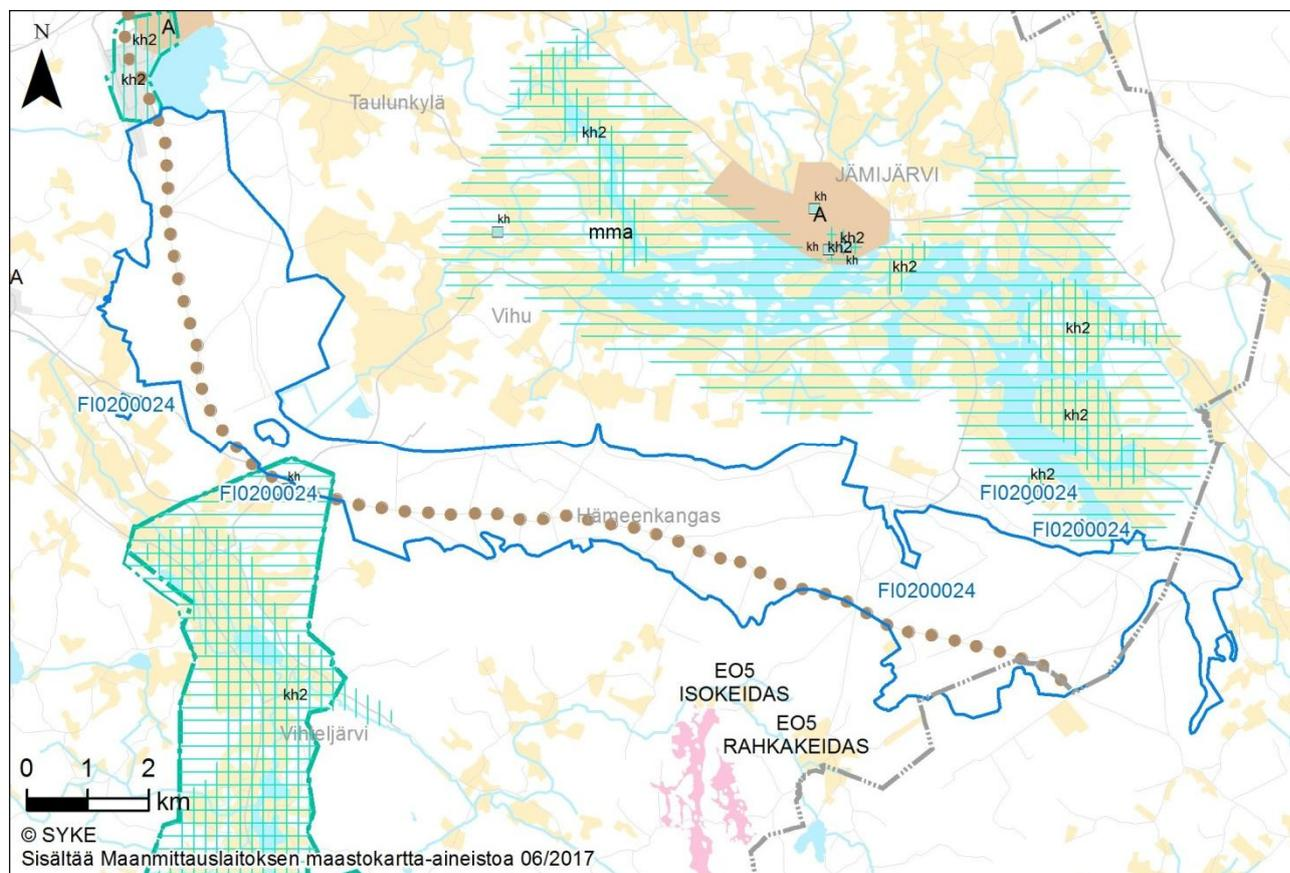 N
A
kh2
kh2
Taulunkylä
kh2
JÄMIJÄRVI
kh
A
kh
mma
kh2
kh
kh2
kh
kh2
A
Vihu
kh2
FI0200024
kh2
kh
FI0200024
kh2
FI0200024
Hämeenkangas
FI0200024
FI0200024
EO5
ISOKEIDAS
EO5
RAHKAKEIDAS
kh2
Vihteljärvi
0 1 2
km
© SYKE
Sisältää Maanmittauslaitoksen maastokartta-aineistoa 06/2017